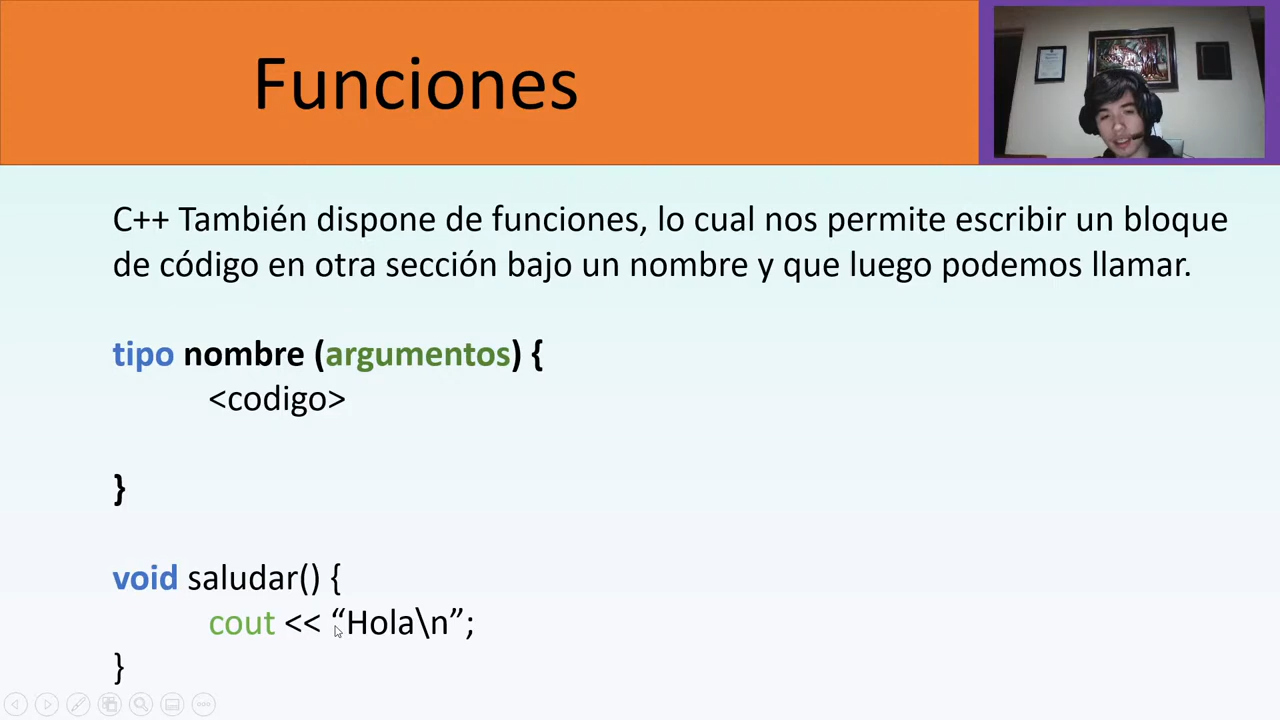 Funciones
C++ También dispone de funciones, lo cual nos permite escribir un bloque
de código en otra sección bajo un nombre y que luego podemos llamar.
tipo nombre (argumentos) {
<codigo>
}
void saludar() {
cout << “Hola\n”;
}